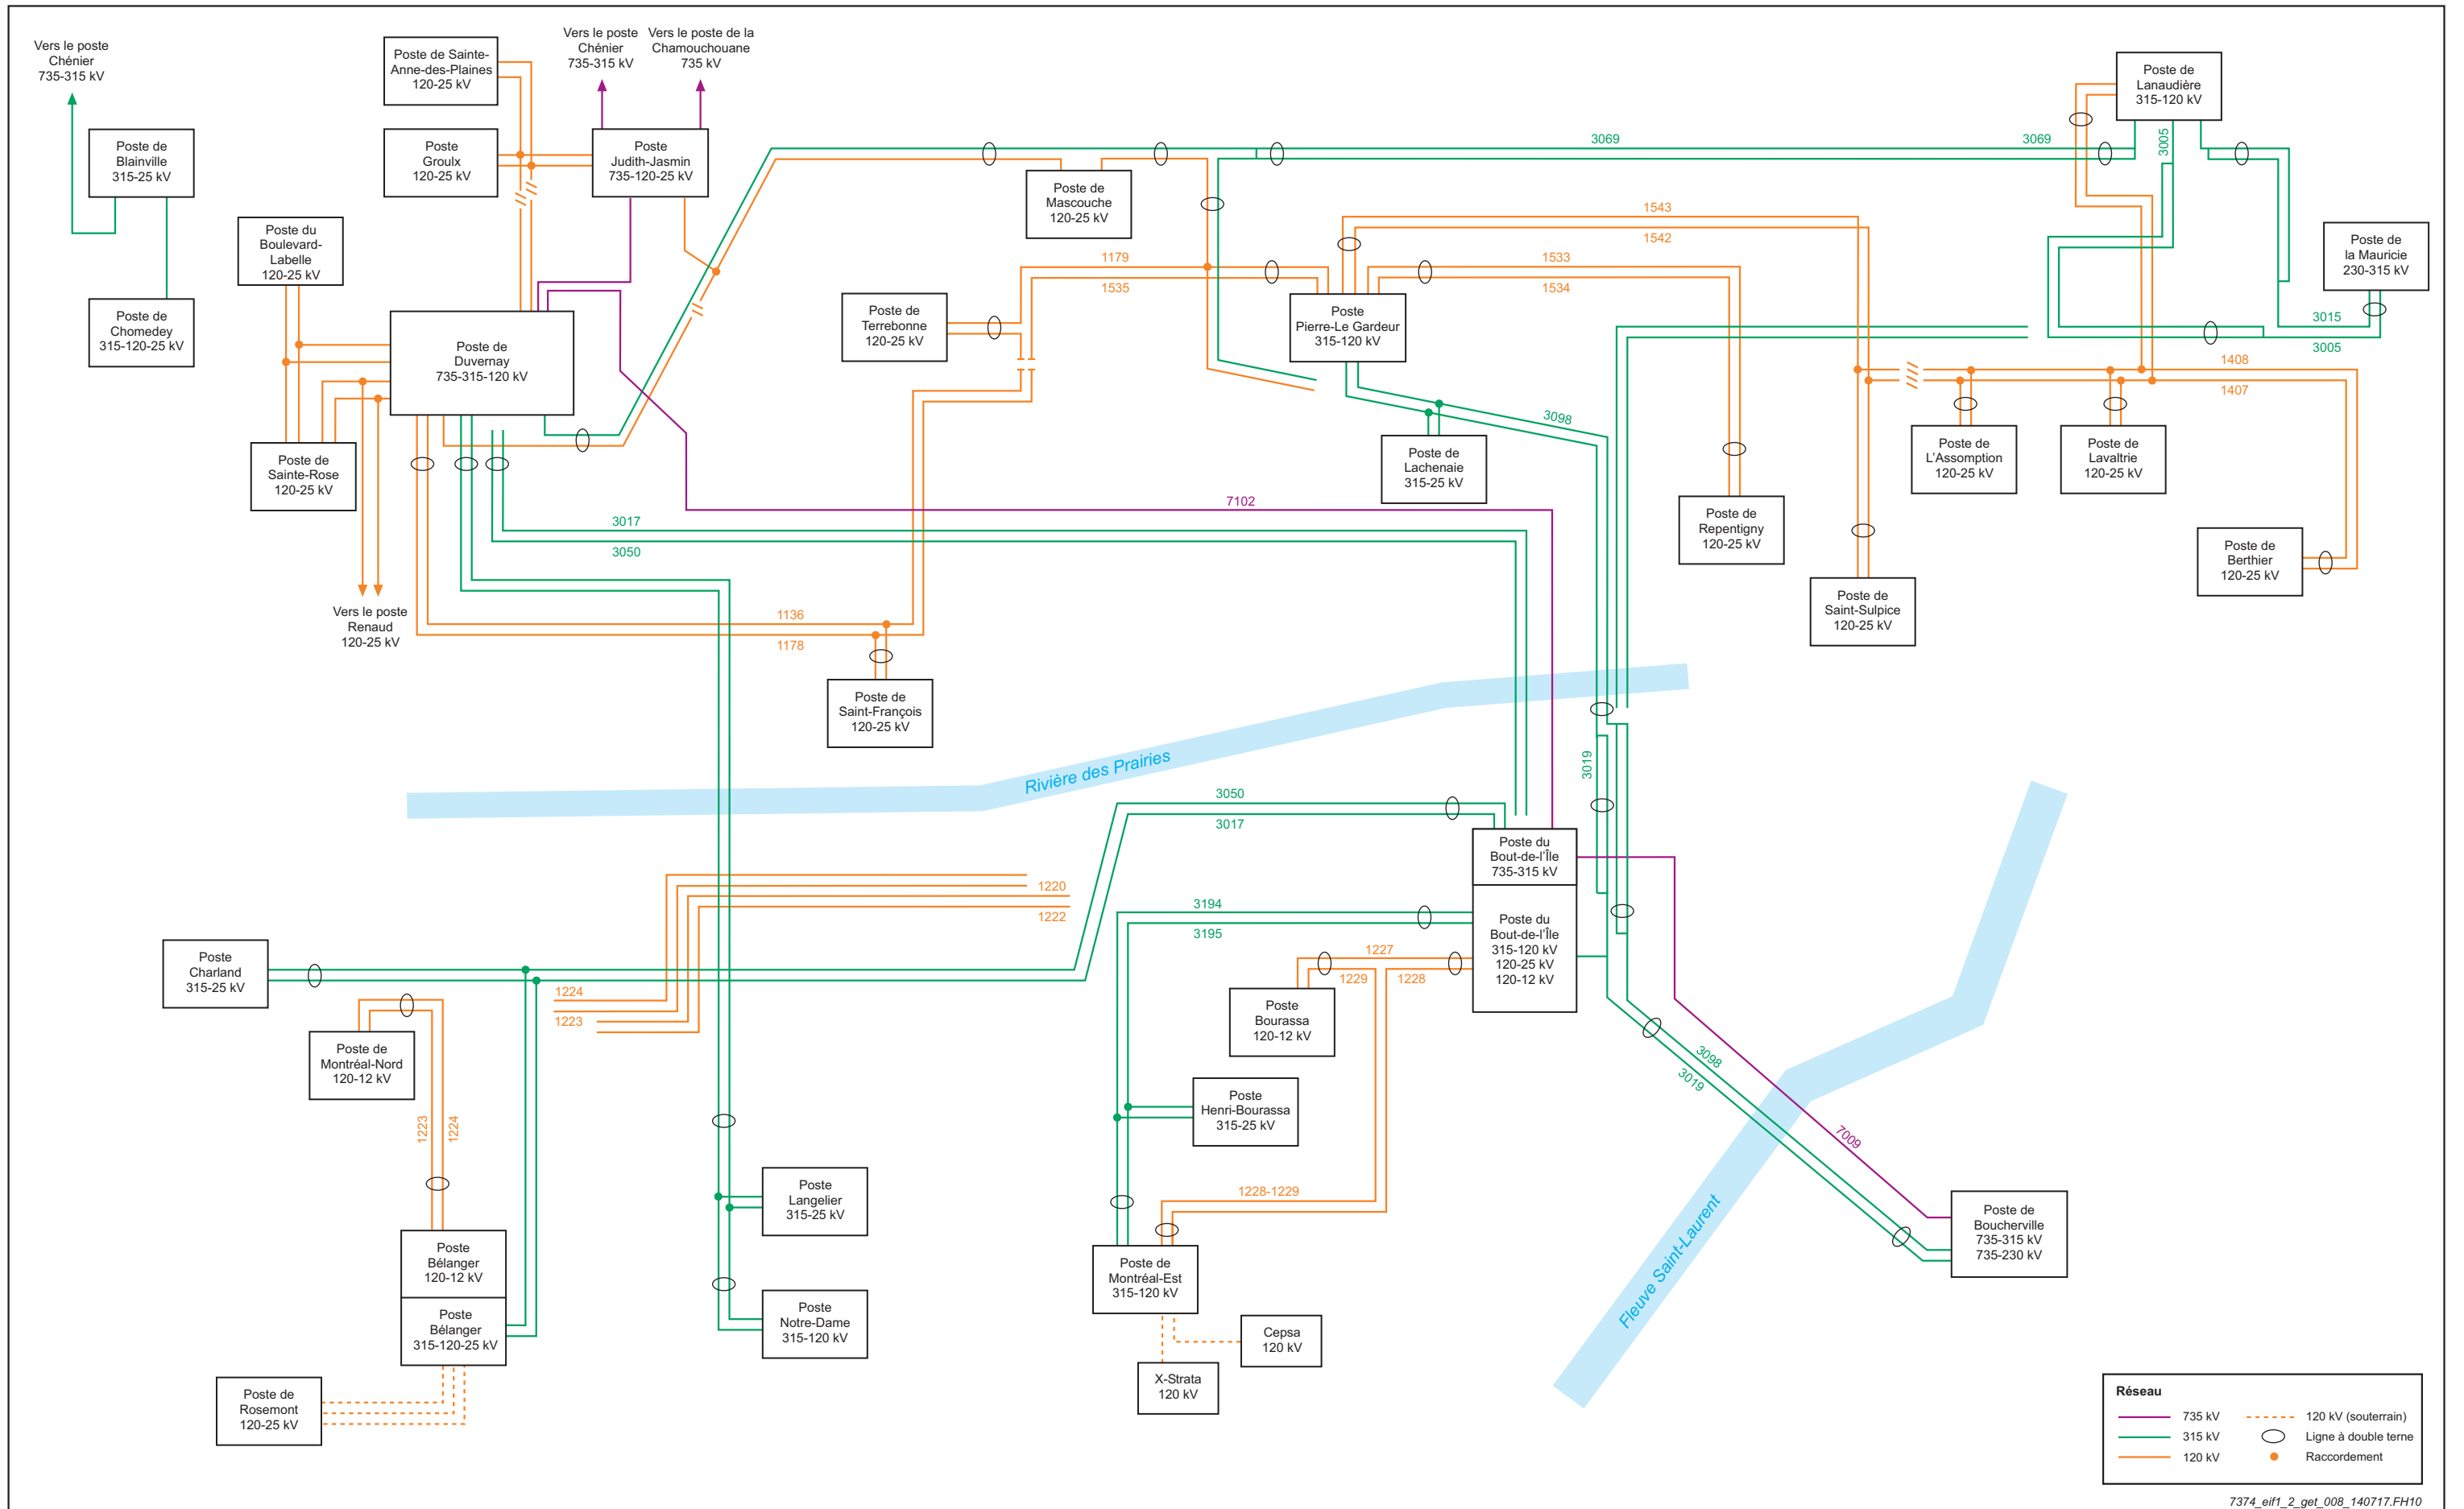 Vers le poste
Chénier
735-315 kV
Poste de Sainte-
Anne-des-Plaines
120-25 kV
Vers le poste
Chénier
735-315 kV
Vers le poste de la
Chamouchouane
735 kV
Poste de
Lanaudière
315-120 kV
Poste de
Blainville
315-25 kV
Poste
Groulx
120-25 kV
Poste
Judith-Jasmin
735-120-25 kV
3069
3069
3005
Poste de
Mascouche
120-25 kV
Poste du
Boulevard-
Labelle
120-25 kV
1543
1542
Poste de
la Mauricie
230-315 kV
1179
1535
1533
1534
Poste de
Chomedey
315-120-25 kV
Poste de
Duvernay
735-315-120 kV
Poste de
Terrebonne
120-25 kV
Poste
Pierre-Le Gardeur
315-120 kV
3015
3005
1408
1407
3098
Poste de
Sainte-Rose
120-25 kV
Poste de
Lachenaie
315-25 kV
Poste de
L'Assomption
120-25 kV
Poste de
Lavaltrie
120-25 kV
7102
3017
3050
Poste de
Repentigny
120-25 kV
Poste de
Berthier
120-25 kV
Vers le poste
Renaud
120-25 kV
1136
1178
Poste de
Saint-Sulpice
120-25 kV
Poste de
Saint-François
120-25 kV
Rivière des Prairies
3019
3050
3017
Poste du
Bout-de-l'Île
735-315 kV
1220
1222
3194
3195
Poste du
Bout-de-l'Île
315-120 kV
120-25 kV
120-12 kV
Poste
Charland
315-25 kV
1227
1229
1228
1224
1223
Poste
Bourassa
120-12 kV
Poste de
Montréal-Nord
120-12 kV
3098
3019
Poste
Henri-Bourassa
315-25 kV
1223
1224
7009
Poste
Langelier
315-25 kV
1228-1229
Fleuve Saint-Laurent
Poste de
Boucherville
735-315 kV
735-230 kV
Poste
Bélanger
120-12 kV
Poste de
Montréal-Est
315-120 kV
Poste
Bélanger
315-120-25 kV
Poste
Notre-Dame
315-120 kV
Cepsa
120 kV
X-Strata
120 kV
Poste de
Rosemont
120-25 kV
Réseau
735 kV
120 kV (souterrain)
315 kV
Ligne à double terne
120 kV
Raccordement
7374_eif1_2_get_008_140717.FH10